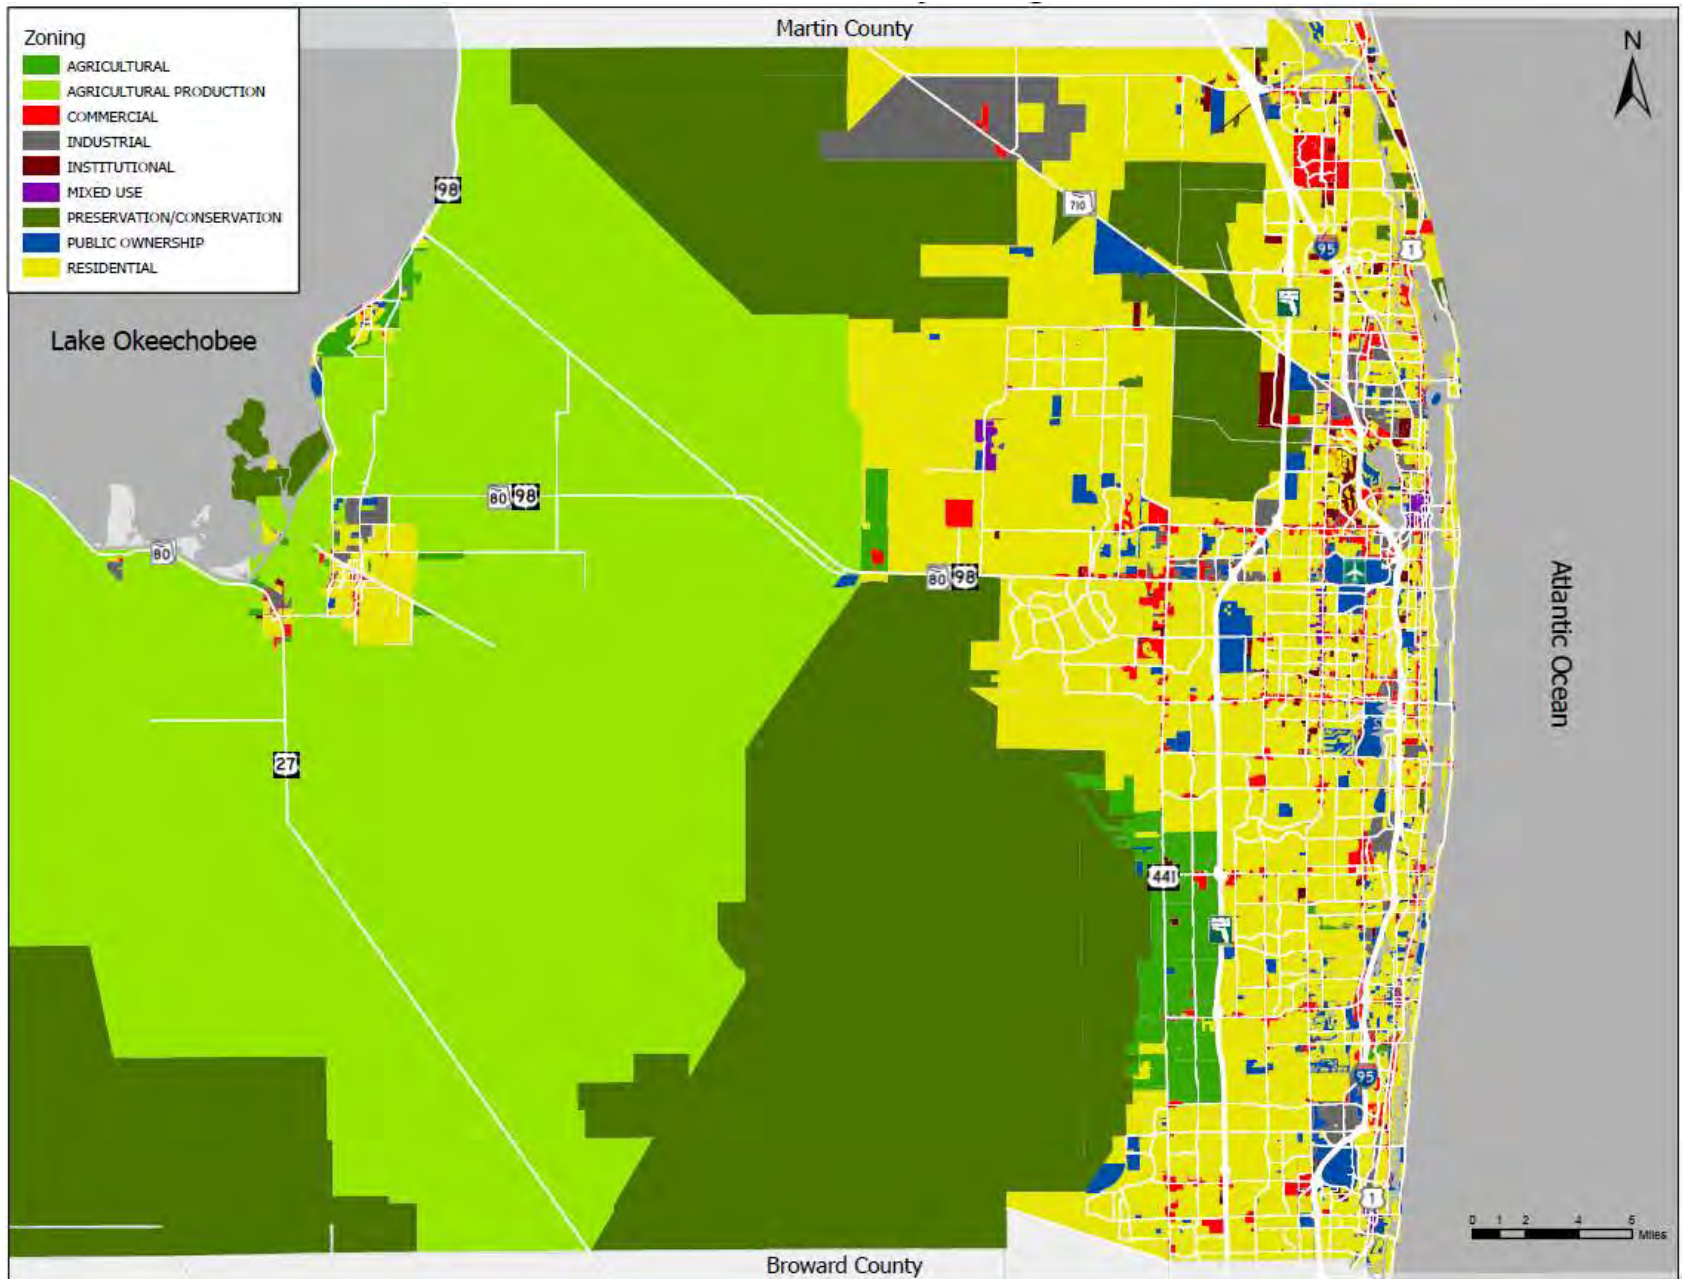 Martin County
Zoning
AGRICULTURAL
AGRICULTURAL PRODUCTION
COMMERCIAL
INDUSTRIAL
INSTITUTIONAL
MIXED USE
PRESERVATION/CONSERVATION
PUBLIC OWNERSHIP
RESIDENTIAL
N
98
710
95
1
Lake Okeechobee
80 98
80
80 98
Atlantic Ocean
27
441
95
1
0 1 2 4 6
Miles
Broward County